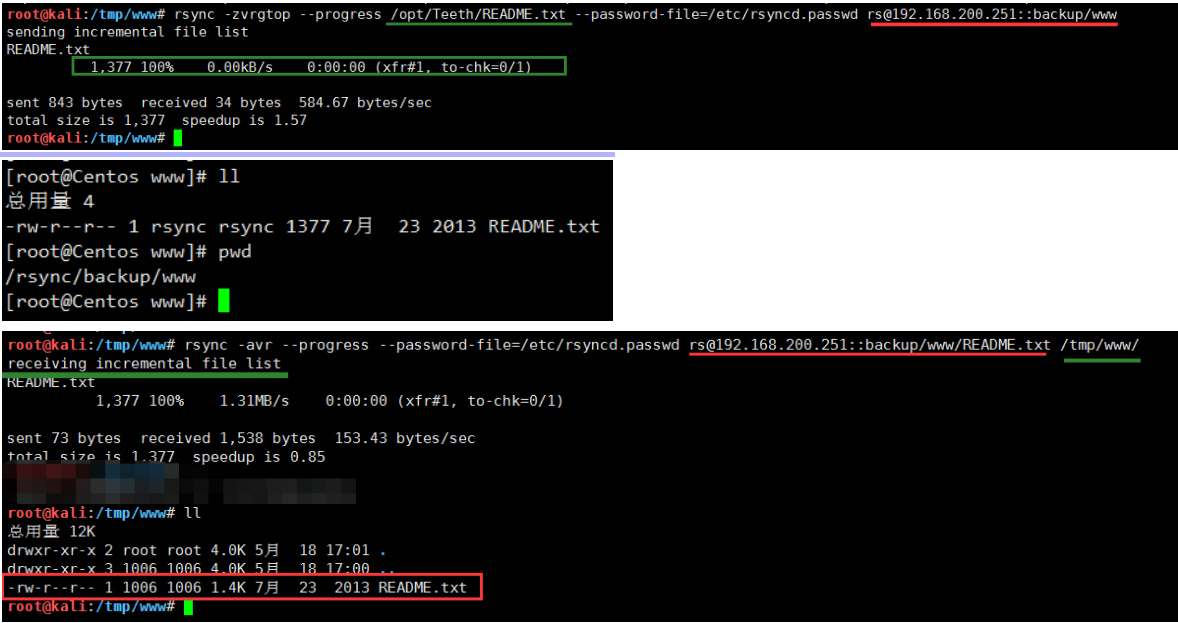 root@kali:/tmp/www# rsync -zvrgtop --progress /opt/Teeth/README.txt --password-file=/etc/rsyncd.passwd rs@192.168.200.251::backup/www
sending incremental file list
README.txt
1,377 100% 0.00kB/s 0:00:00 (xfr#1, to-chk=0/1)
sent 843 bytes received 34 bytes 584.67 bytes/sec
total size is 1,377 speedup is 1.57
root@kali:/tmp/www#
[root@Centos www]# ll
总用量 4
-rw-r--r-- 1 rsync rsync 1377 7月 23 2013 README.txt
[root@Centos www]# pwd
/rsync/backup/www
[root@Centos www]#
root@kali:/tmp/www# rsync -avr --progress --password-file=/etc/rsyncd.passwd rs@192.168.200.251::backup/www/README.txt /tmp/www/
receiving incremental file list
README.txt
1,377 100% 1.31MB/s 0:00:00 (xfr#1, to-chk=0/1)
sent 73 bytes received 1,538 bytes 153.43 bytes/sec
total size is 1,377 speedup is 0.85
root@kali:/tmp/www# ll
总用量 12K
drwxr-xr-x 2 root root 4.0K 5月 18 17:01 .
drwxr-xr-x 3 1006 1006 4.0K 5月 18 17:00 ..
-rw-r--r-- 1 1006 1006 1.4K 7月 23 2013 README.txt
root@kali:/tmp/www#